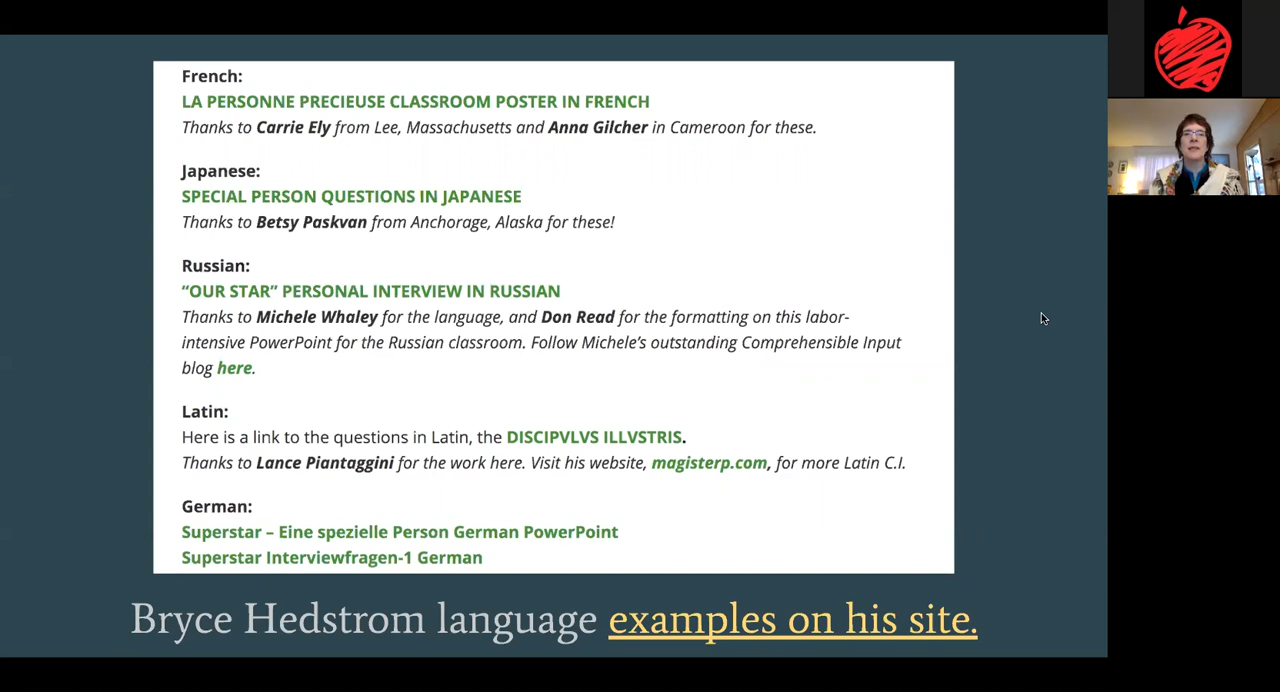 French:
LA PERSONNE PRECIEUSE CLASSROOM POSTER IN FRENCH
Thanks to Carrie Ely from Lee, Massachusetts and Anna Gilcher in Cameroon for these.
Japanese:
SPECIAL PERSON QUESTIONS IN JAPANESE
Thanks to Betsy Paskvan from Anchorage, Alaska for these!
Russian:
“OUR STAR” PERSONAL INTERVIEW IN RUSSIAN
Thanks to Michele Whaley for the language, and Don Read for the formatting on this labor-
intensive PowerPoint for the Russian classroom. Follow Michele’s outstanding Comprehensible Input
blog here.
Latin:
Here is a link to the questions in Latin, the DISCIPVLVS ILLVSTRIS.
Thanks to Lance Piantaggini for the work here. Visit his website, magisterp.com, for more Latin C.I.
German:
Superstar – Eine spezielle Person German PowerPoint
Superstar Interviewfragen-1 German
Bryce Hedstrom language examples on his site.